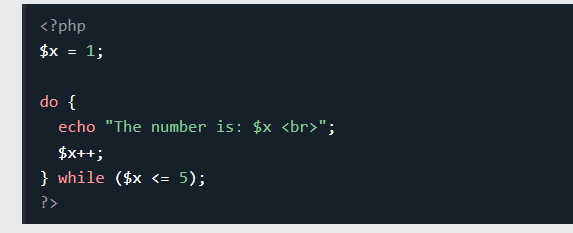 <?php
$x = 1;

do {
  echo "The number is: $x <br>";
  $x++;
} while ($x <= 5);
?>